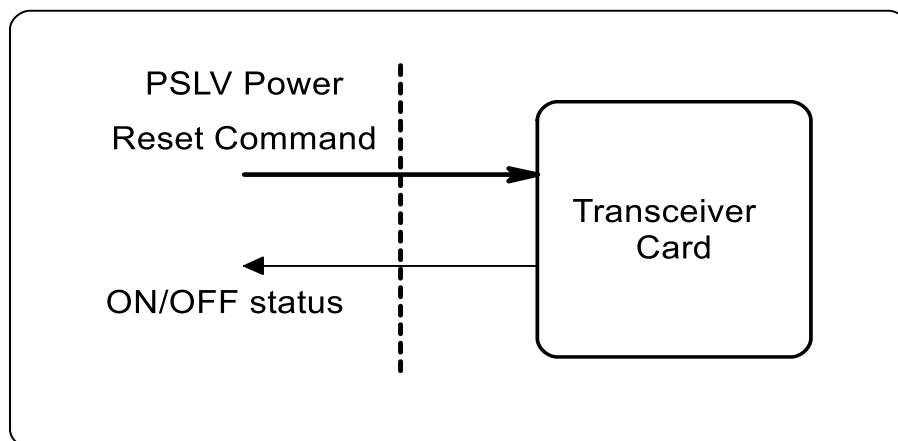 PSLV Power
Reset Command
Transceiver
Card
ON/OFF status